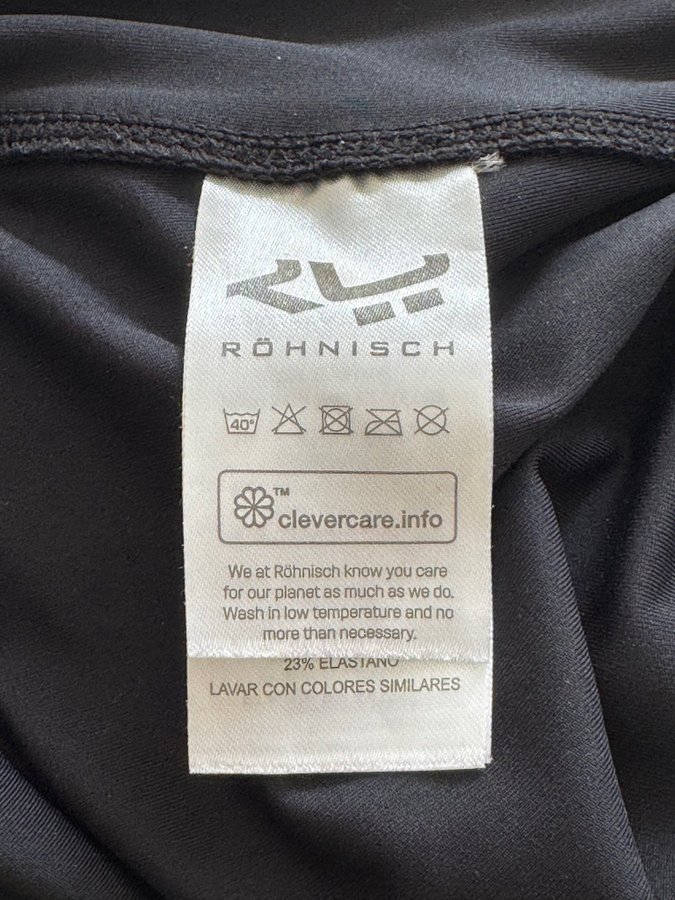 RÖHNISCH
40°
™
clevercare.info
We at Röhnisch know you care
for our planet as much as we do.
Wash in low temperature and no
more than necessary.
23% ELASTANO
LAVAR CON COLORES SIMILARES